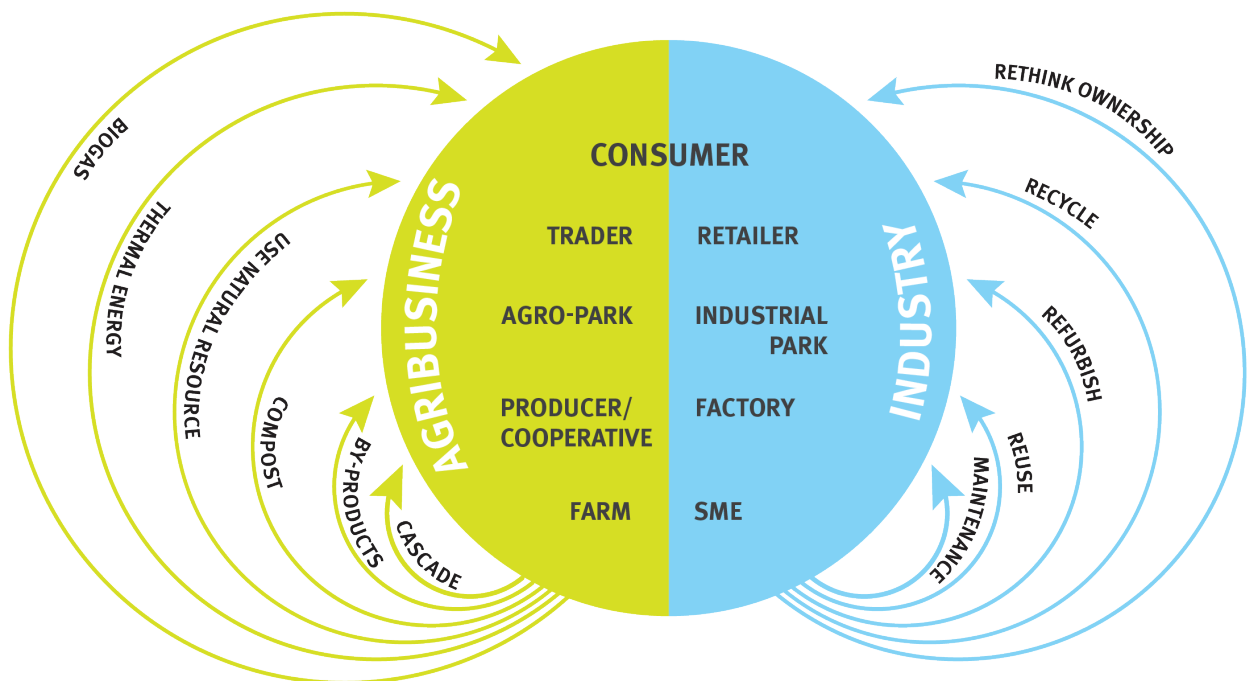 BIOGAS
THERMAL ENERGY
USE NATURAL RESOURCE
COMPOST
BY-PRODUCTS
CASCADE
AGRIBUSINESS
CONSUMER
TRADER
RETAILER
AGRO-PARK
INDUSTRIAL
PARK
PRODUCER/
COOPERATIVE
FACTORY
FARM
SME
INDUSTRY
RETHINK OWNERSHIP
RECYCLE
REFURBISH
REUSE
MAINTENANCE